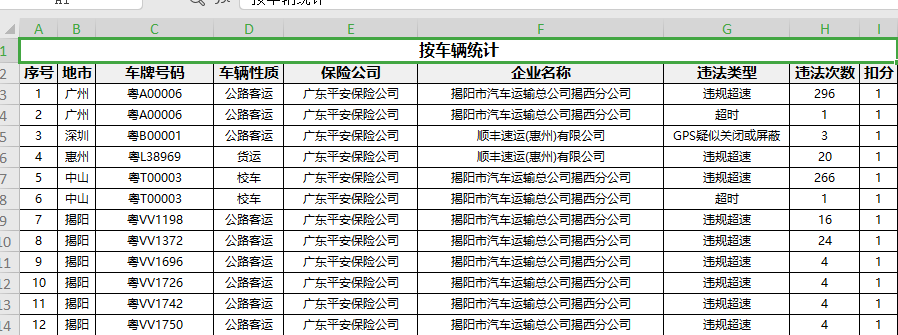 A1
按车辆统计
A B C D E F G H I
1 按车辆统计
2 序号 地市 车牌号码 车辆性质 保险公司 企业名称 违法类型 违法次数 扣分
3 1 广州 粤A00006 公路客运 广东平安保险公司 揭阳市汽车运输总公司揭西分公司 违规超速 296 1
4 2 广州 粤A00006 公路客运 广东平安保险公司 揭阳市汽车运输总公司揭西分公司 超时 1 1
5 3 深圳 粤B00001 公路客运 广东平安保险公司 顺丰速运(惠州)有限公司 GPS疑似关闭或屏蔽 3 1
6 4 惠州 粤L38969 货运 广东平安保险公司 顺丰速运(惠州)有限公司 违规超速 20 1
7 5 中山 粤T00003 校车 广东平安保险公司 揭阳市汽车运输总公司揭西分公司 违规超速 266 1
8 6 中山 粤T00003 校车 广东平安保险公司 揭阳市汽车运输总公司揭西分公司 超时 1 1
9 7 揭阳 粤VV1198 公路客运 广东平安保险公司 揭阳市汽车运输总公司揭西分公司 违规超速 16 1
10 8 揭阳 粤VV1372 公路客运 广东平安保险公司 揭阳市汽车运输总公司揭西分公司 违规超速 24 1
11 9 揭阳 粤VV1696 公路客运 广东平安保险公司 揭阳市汽车运输总公司揭西分公司 违规超速 4 1
12 10 揭阳 粤VV1726 公路客运 广东平安保险公司 揭阳市汽车运输总公司揭西分公司 违规超速 4 1
13 11 揭阳 粤VV1742 公路客运 广东平安保险公司 揭阳市汽车运输总公司揭西分公司 违规超速 4 1
14 12 揭阳 粤VV1750 公路客运 广东平安保险公司 揭阳市汽车运输总公司揭西分公司 违规超速 4 1